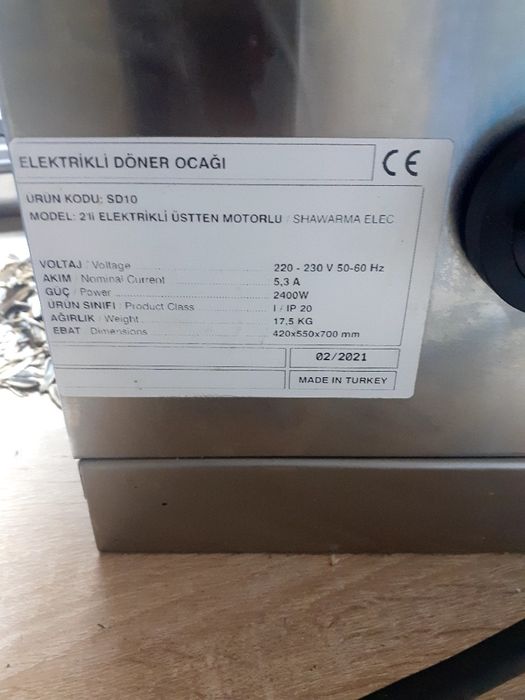 ELEKTRİKLİ DÖNER OCAĞI
CE
ÜRÜN KODU: SD10
MODEL: 21i ELEKTRİKLİ ÜSTTEN MOTORLU / SHAWARMA ELEC
VOLTAJ / Voltage 220 - 230 V 50-60 Hz
AKIM / Nominal Current 5,3 A
GÜÇ / Power 2400W
ÜRÜN SINIFI / Product Class I / IP 20
AĞIRLIK / Weight 17,5 KG
EBAT / Dimensions 420x550x700 mm
02/2021
MADE IN TURKEY